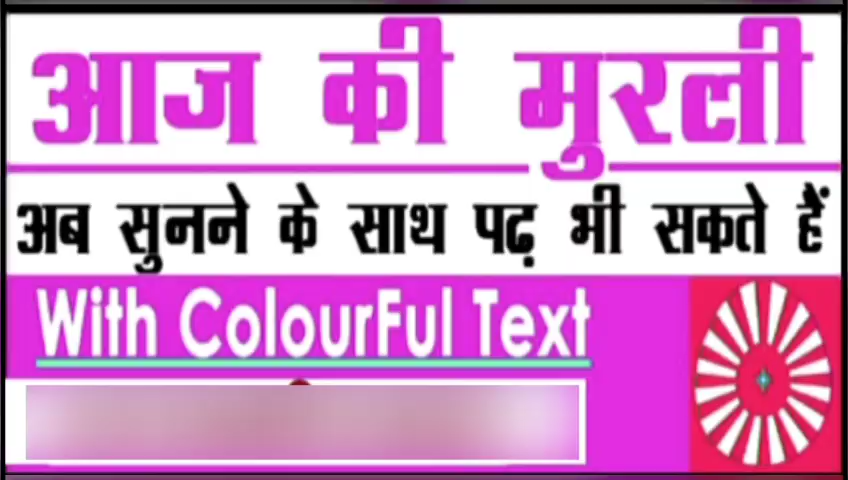 आज की मुरली
अब सुनने के साथ पढ़ भी सकते हैं
With ColourFul Text